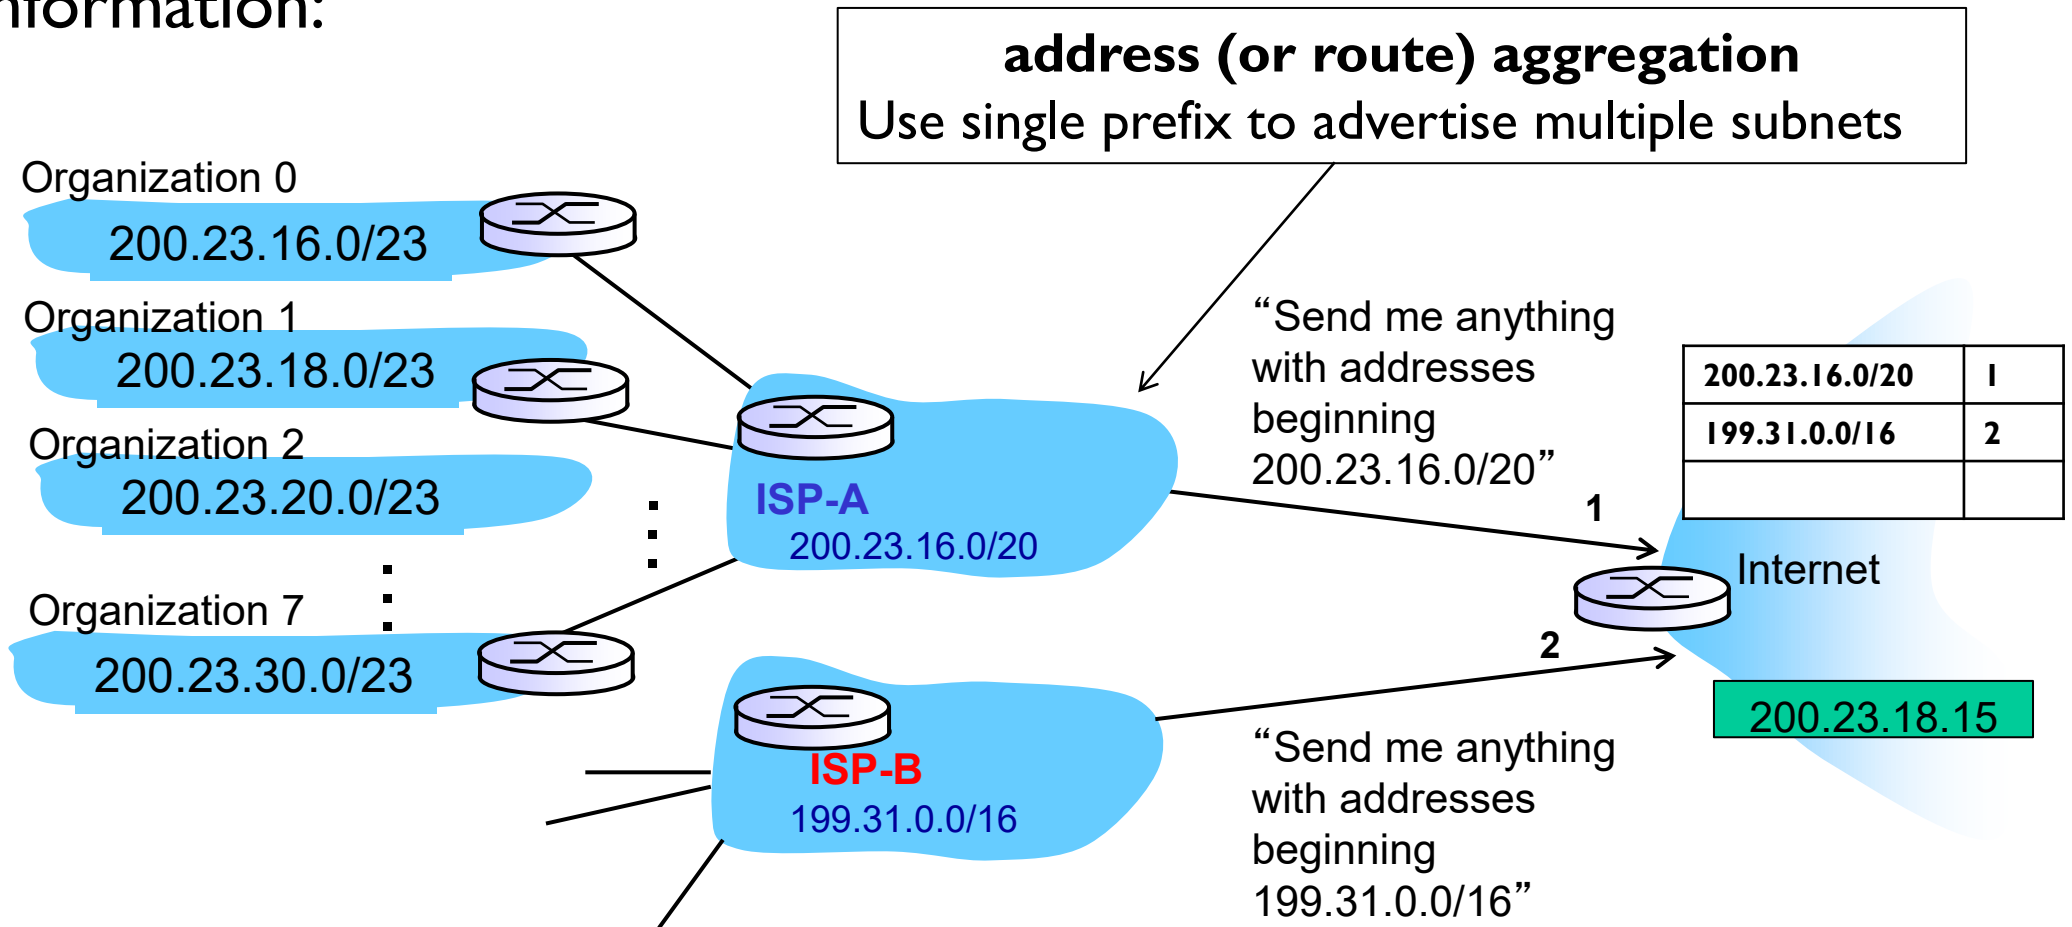 nformation:
address (or route) aggregation
Use single prefix to advertise multiple subnets
Organization 0
200.23.16.0/23
Organization 1
200.23.18.0/23
Organization 2
200.23.20.0/23
Organization 7
200.23.30.0/23
ISP-A
200.23.16.0/20
ISP-B
199.31.0.0/16
“Send me anything
with addresses
beginning
200.23.16.0/20”
1
2
“Send me anything
with addresses
beginning
199.31.0.0/16”
200.23.16.0/20 1
199.31.0.0/16 2
Internet
200.23.18.15